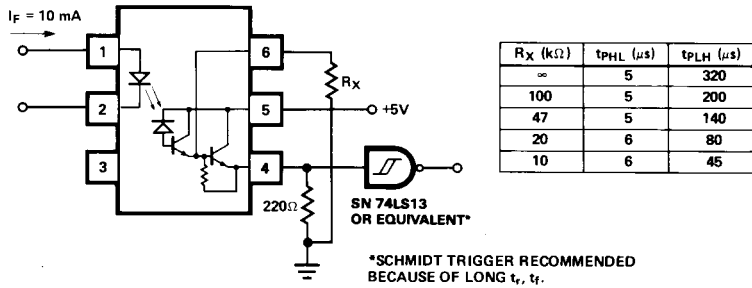 I_F = 10 mA
1
2
3
6
5
4
R_X
+5V
220Ω
SN 74LS13
OR EQUIVALENT*
*SCHMIDT TRIGGER RECOMMENDED
BECAUSE OF LONG t_r, t_f.
R_X (kΩ) t_PHL (μs) t_PLH (μs)
∞ 5 320
100 5 200
47 5 140
20 6 80
10 6 45